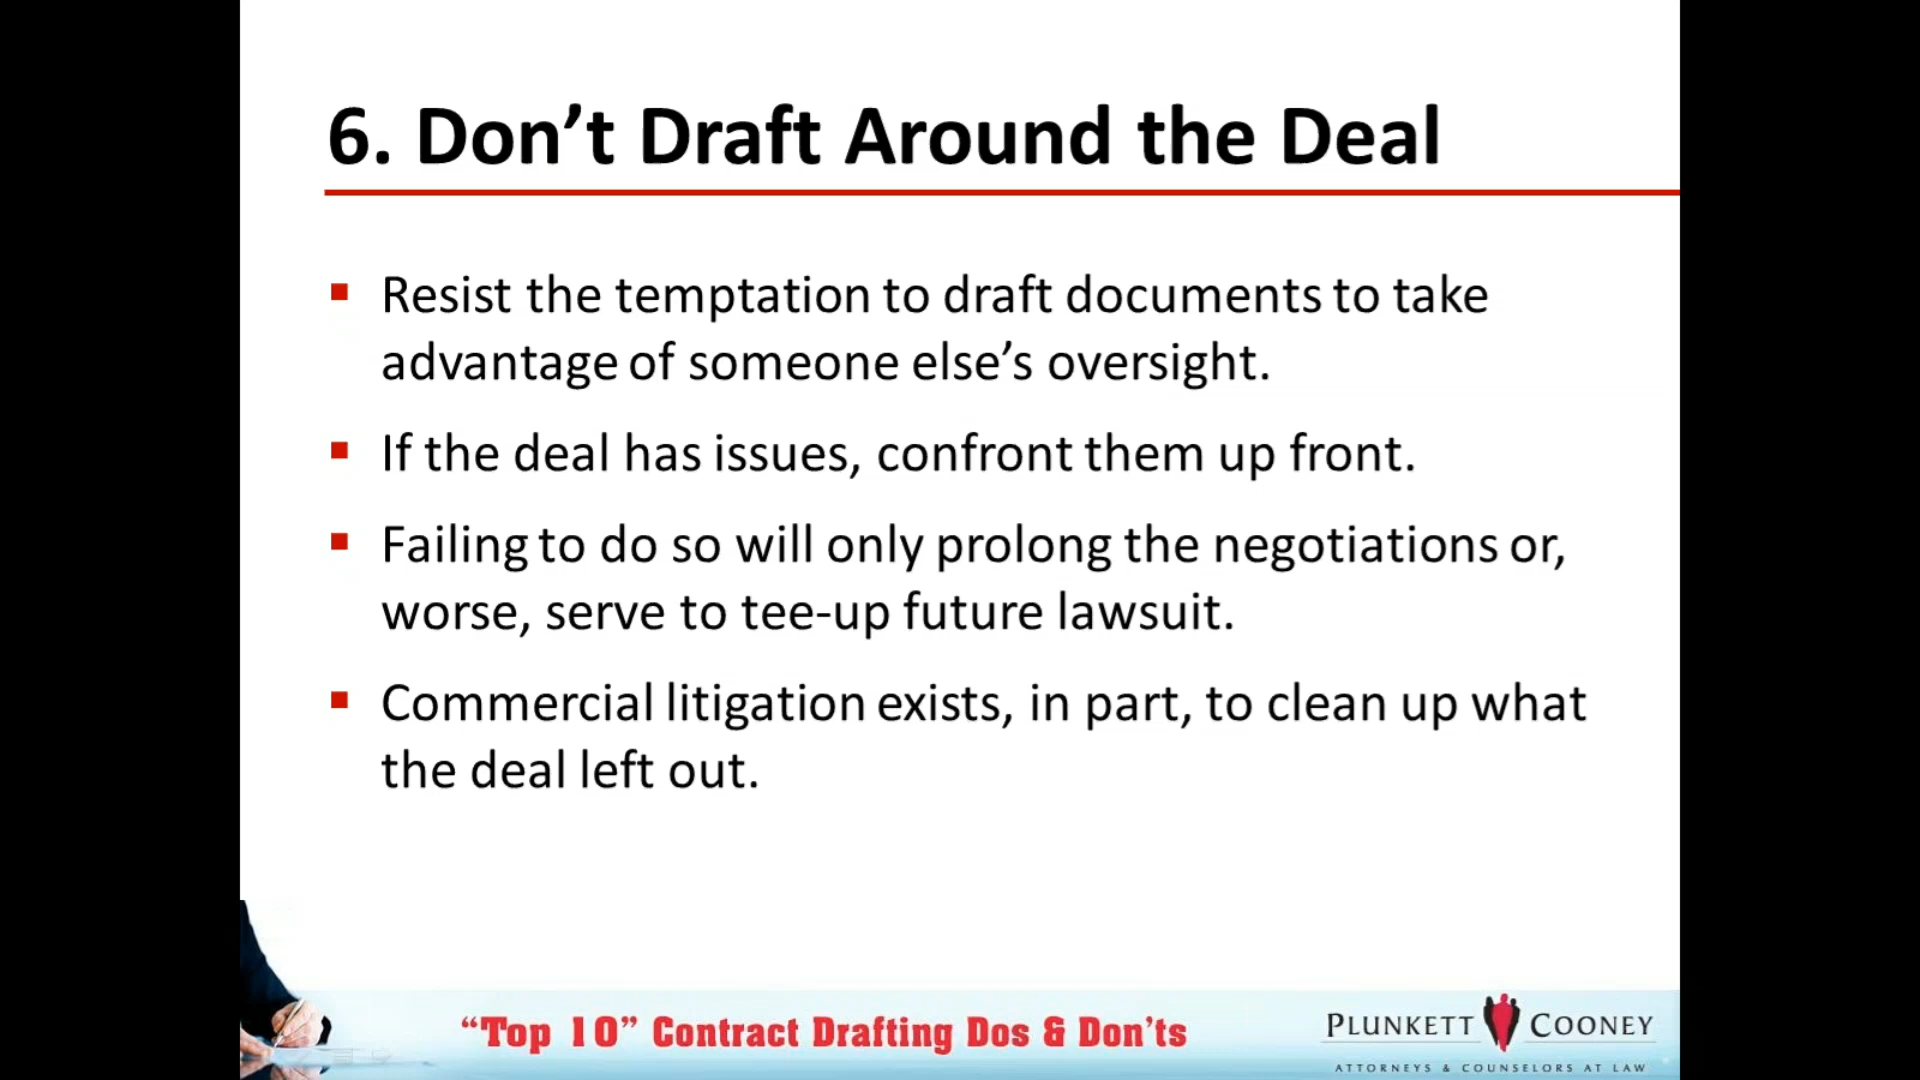 6. Don’t Draft Around the Deal
▪ Resist the temptation to draft documents to take
advantage of someone else’s oversight.
▪ If the deal has issues, confront them up front.
▪ Failing to do so will only prolong the negotiations or,
worse, serve to tee-up future lawsuit.
▪ Commercial litigation exists, in part, to clean up what
the deal left out.
“Top 10” Contract Drafting Dos & Don’ts
PLUNKETT COONEY
ATTORNEYS & COUNSELORS AT LAW